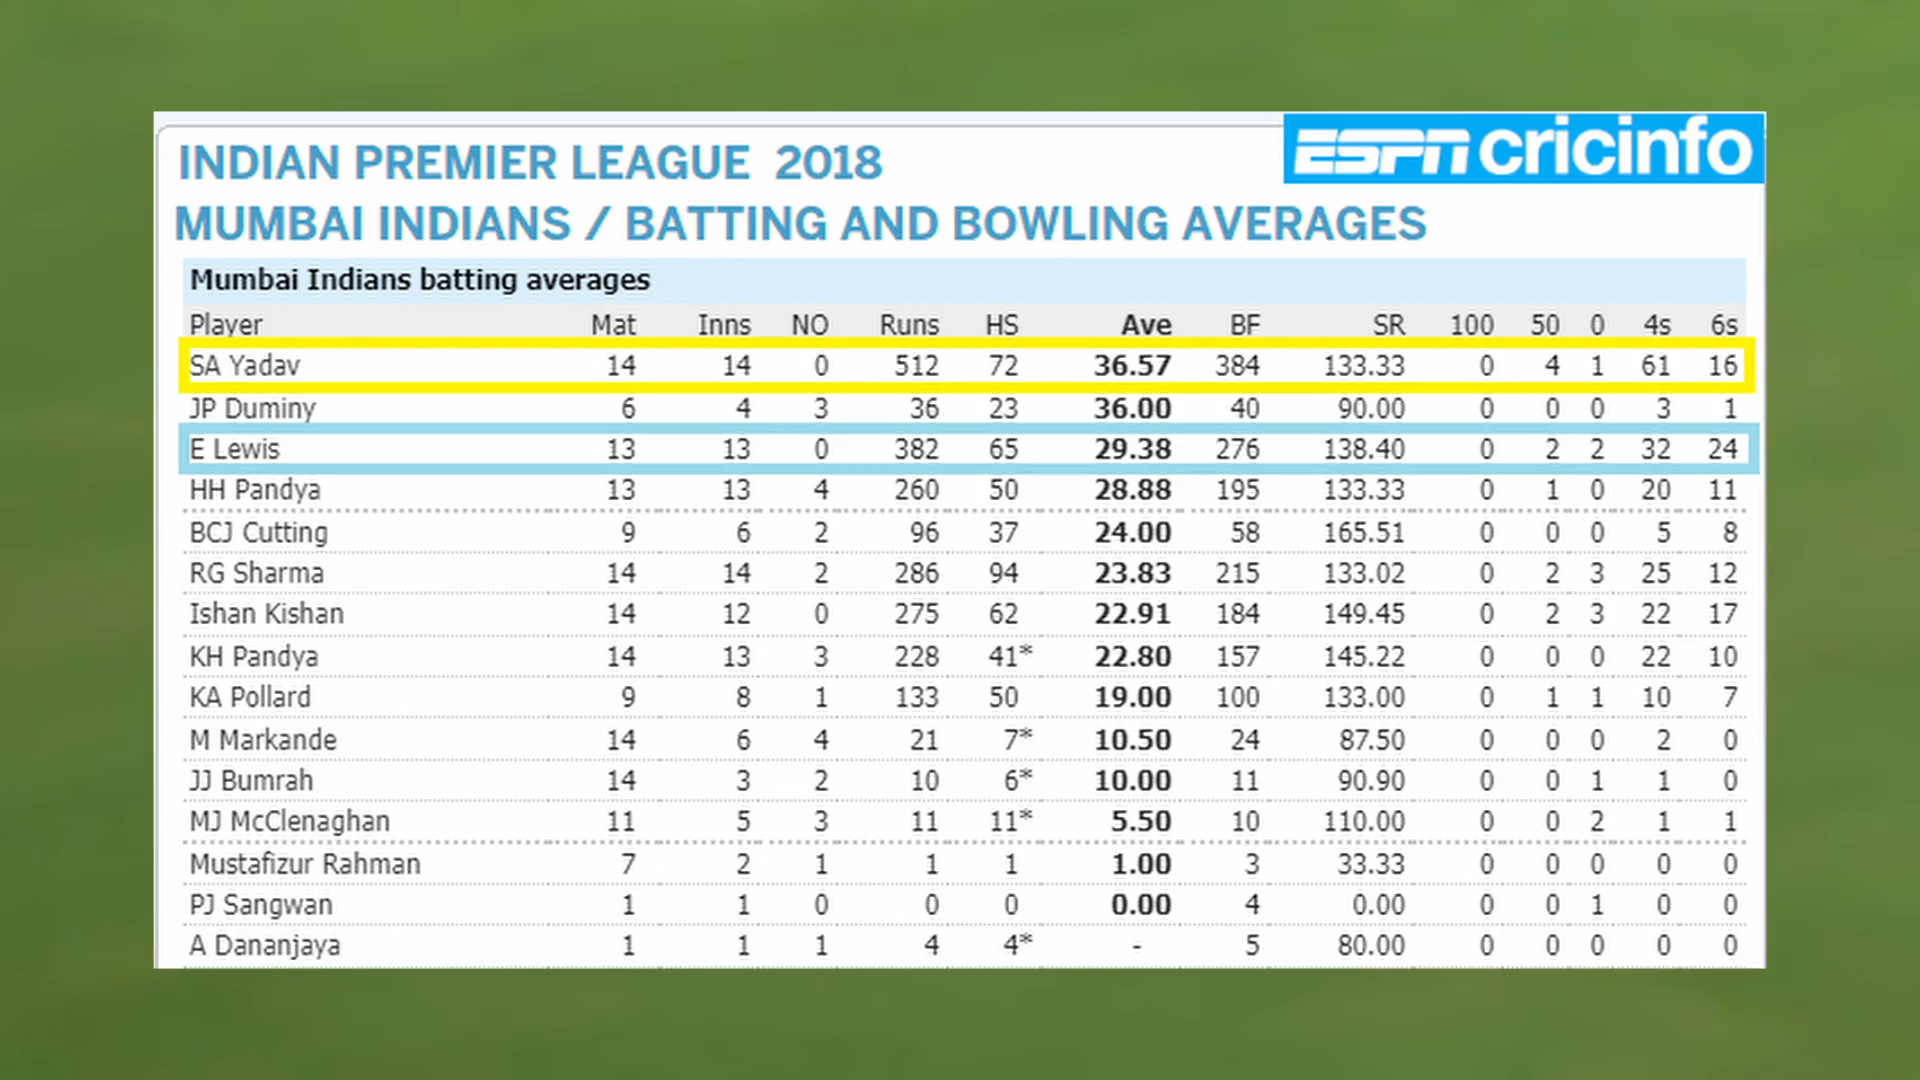 INDIAN PREMIER LEAGUE 2018
ESPN cricinfo
MUMBAI INDIANS / BATTING AND BOWLING AVERAGES
Mumbai Indians batting averages
Player Mat Inns NO Runs HS Ave BF SR 100 50 0 4s 6s
SA Yadav 14 14 0 512 72 36.57 384 133.33 0 4 1 61 16
JP Duminy 6 4 3 36 23 36.00 40 90.00 0 0 0 3 1
E Lewis 13 13 0 382 65 29.38 276 138.40 0 2 2 32 24
HH Pandya 13 13 4 260 50 28.88 195 133.33 0 1 0 20 11
BCJ Cutting 9 6 2 96 37 24.00 58 165.51 0 0 0 5 8
RG Sharma 14 14 2 286 94 23.83 215 133.02 0 2 3 25 12
Ishan Kishan 14 12 0 275 62 22.91 184 149.45 0 2 3 22 17
KH Pandya 14 13 3 228 41* 22.80 157 145.22 0 0 0 22 10
KA Pollard 9 8 1 133 50 19.00 100 133.00 0 1 1 10 7
M Markande 14 6 4 21 7* 10.50 24 87.50 0 0 0 2 0
JJ Bumrah 14 3 2 10 6* 10.00 11 90.90 0 0 1 1 0
MJ McClenaghan 11 5 3 11 11* 5.50 10 110.00 0 0 2 1 1
Mustafizur Rahman 7 2 1 1 1 1.00 3 33.33 0 0 0 0 0
PJ Sangwan 1 1 0 0 0 0.00 4 0.00 0 0 1 0 0
A Dananjaya 1 1 1 4 4* - 5 80.00 0 0 0 0 0